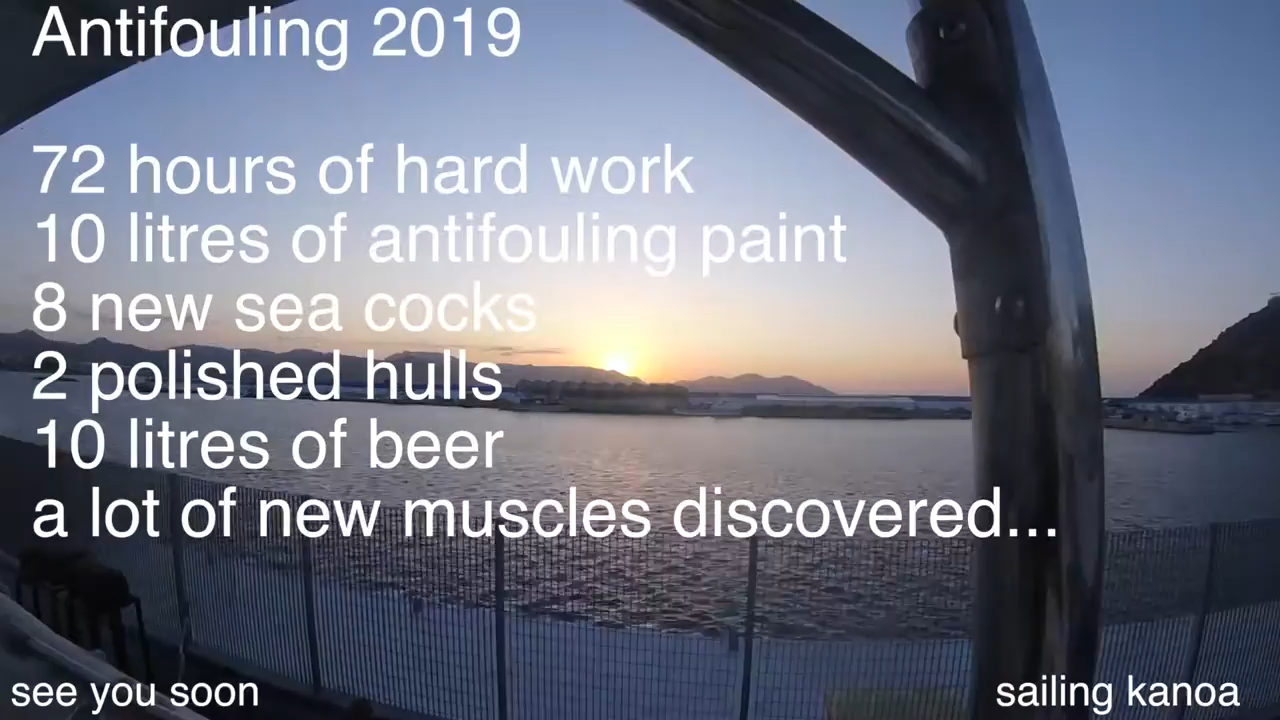 Antifouling 2019
72 hours of hard work
10 litres of antifouling paint
8 new sea cocks
2 polished hulls
10 litres of beer
a lot of new muscles discovered...
see you soon
sailing kanoa